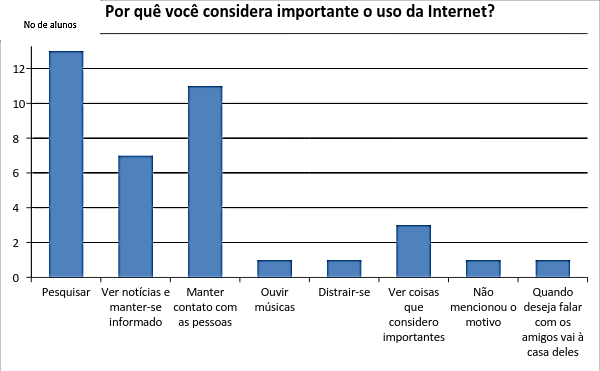 Por quê você considera importante o uso da Internet?
No de alunos
12
10
8
6
4
2
0
Pesquisar
Ver notícias e
manter-se
informado
Manter
contato com
as pessoas
Ouvir
músicas
Distrair-se
Ver coisas
que
considero
importantes
Não
mencionou o
motivo
Quando
deseja falar
com os
amigos vai à
casa deles